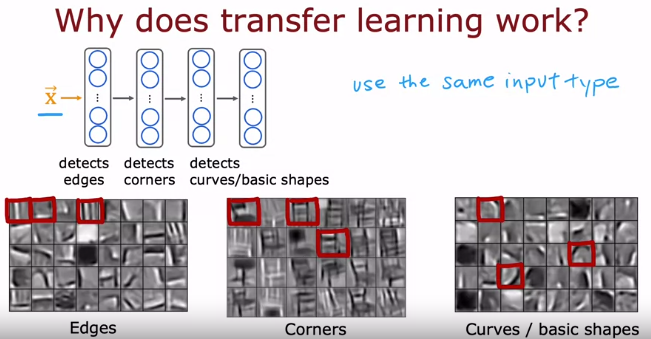 Why does transfer learning work?
use the same input type
x⃗
detects edges
detects corners
detects curves/basic shapes
Edges
Corners
Curves / basic shapes